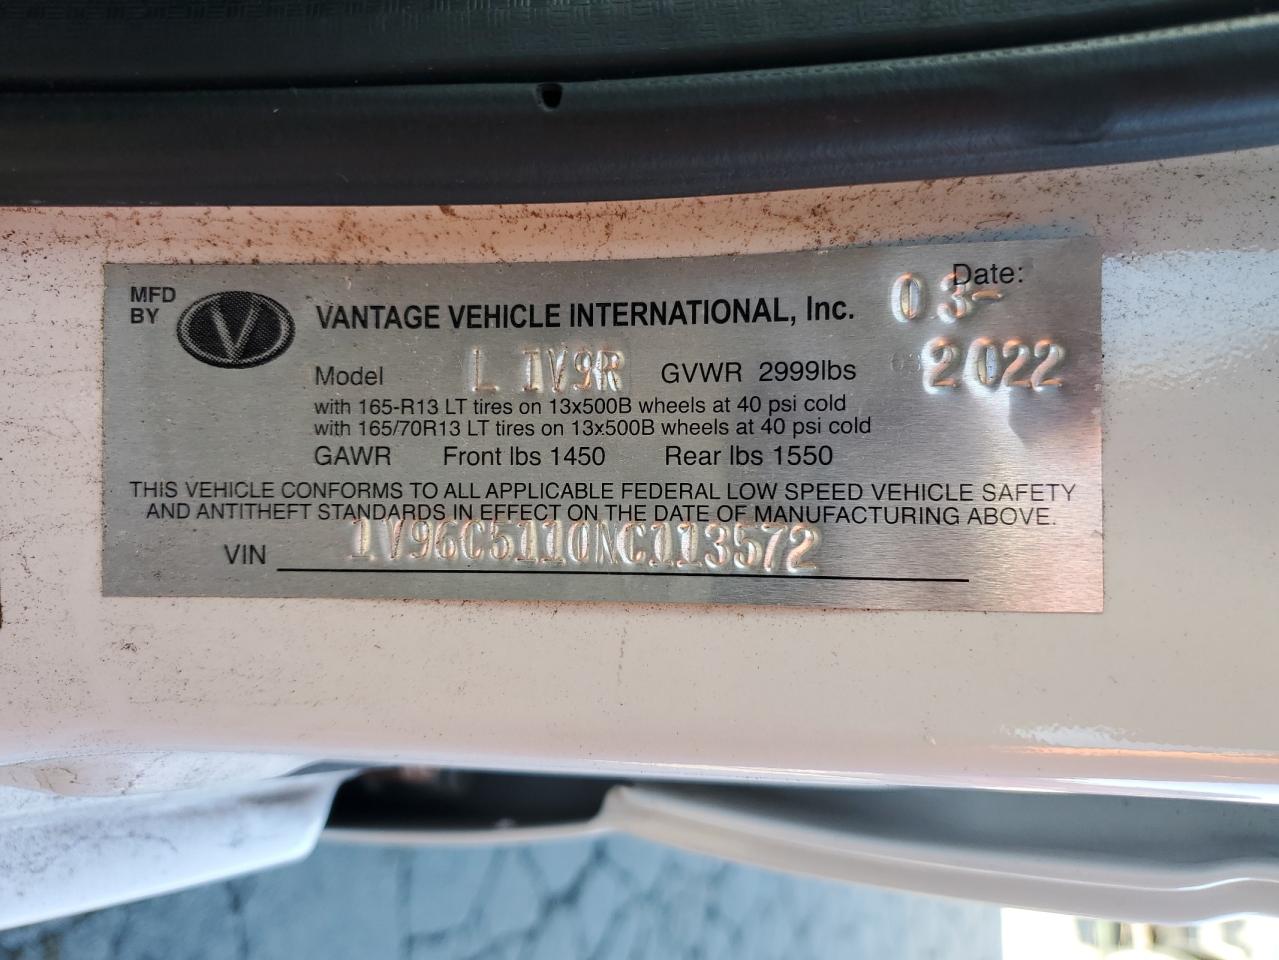 MFD
BY
V
VANTAGE VEHICLE INTERNATIONAL, Inc.
Date:
03-
2022
Model L IV9R GVWR 2999lbs
with 165-R13 LT tires on 13x500B wheels at 40 psi cold
with 165/70R13 LT tires on 13x500B wheels at 40 psi cold
GAWR Front lbs 1450 Rear lbs 1550
THIS VEHICLE CONFORMS TO ALL APPLICABLE FEDERAL LOW SPEED VEHICLE SAFETY
AND ANTITHEFT STANDARDS IN EFFECT ON THE DATE OF MANUFACTURING ABOVE.
VIN 1V96C5110NC113572